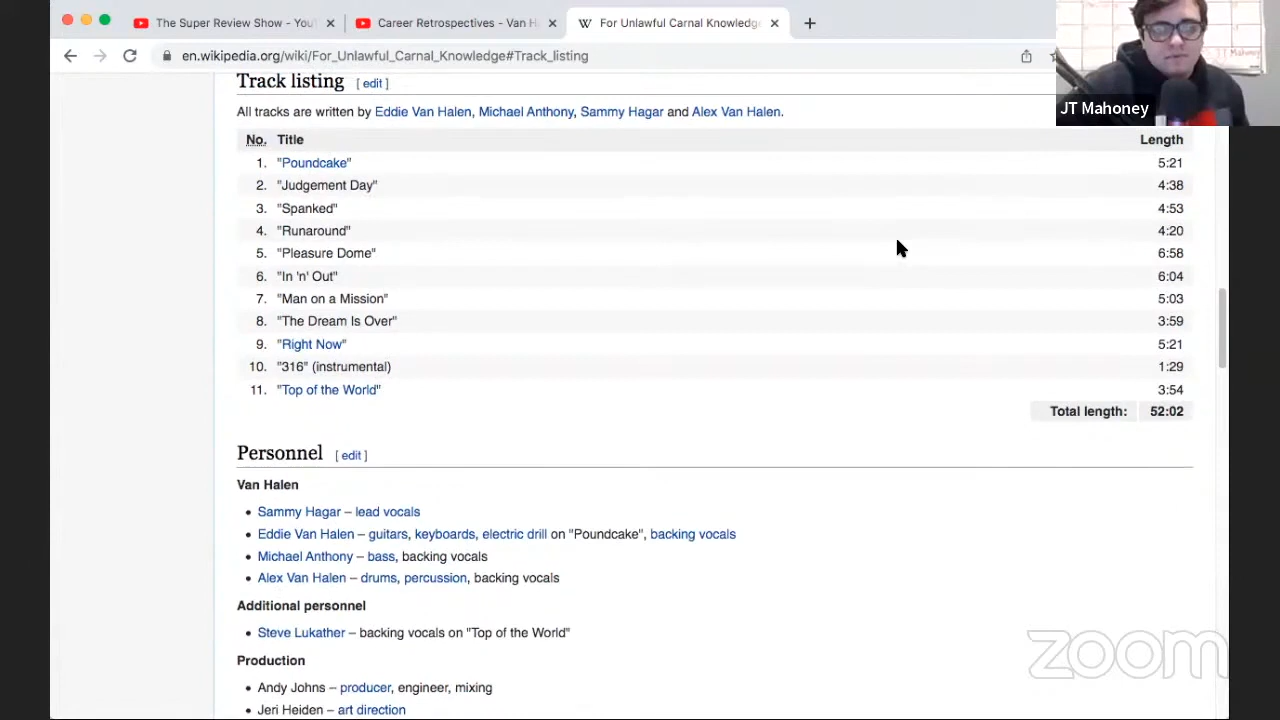 The Super Review Show - YouT
Career Retrospectives - Van H
For Unlawful Carnal Knowledge
en.wikipedia.org/wiki/For_Unlawful_Carnal_Knowledge#Track_listing
JT Mahoney
Track listing [ edit ]
All tracks are written by Eddie Van Halen, Michael Anthony, Sammy Hagar and Alex Van Halen.
No. Title Length
1. "Poundcake" 5:21
2. "Judgement Day" 4:38
3. "Spanked" 4:53
4. "Runaround" 4:20
5. "Pleasure Dome" 6:58
6. "In 'n' Out" 6:04
7. "Man on a Mission" 5:03
8. "The Dream Is Over" 3:59
9. "Right Now" 5:21
10. "316" (instrumental) 1:29
11. "Top of the World" 3:54
Total length: 52:02
Personnel [ edit ]
Van Halen
• Sammy Hagar – lead vocals
• Eddie Van Halen – guitars, keyboards, electric drill on "Poundcake", backing vocals
• Michael Anthony – bass, backing vocals
• Alex Van Halen – drums, percussion, backing vocals
Additional personnel
• Steve Lukather – backing vocals on "Top of the World"
Production
• Andy Johns – producer, engineer, mixing
• Jeri Heiden – art direction
zoom